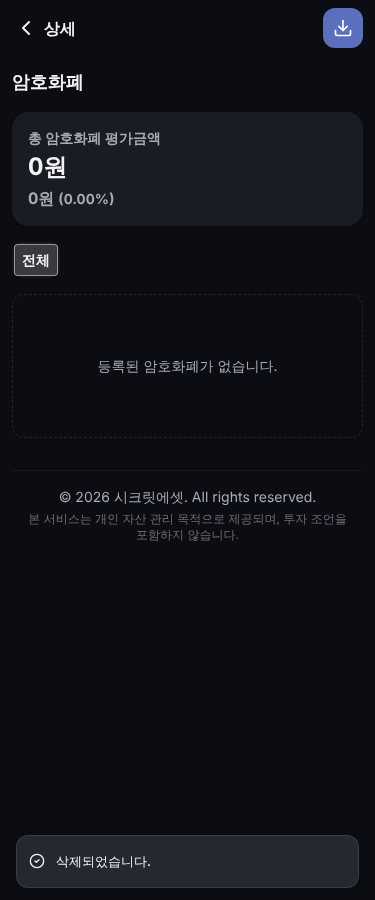 상세
암호화폐
총 암호화폐 평가금액
0원
0원 (0.00%)
전체
등록된 암호화폐가 없습니다.
© 2026 시크릿에셋. All rights reserved.
본 서비스는 개인 자산 관리 목적으로 제공되며, 투자 조언을
포함하지 않습니다.
삭제되었습니다.